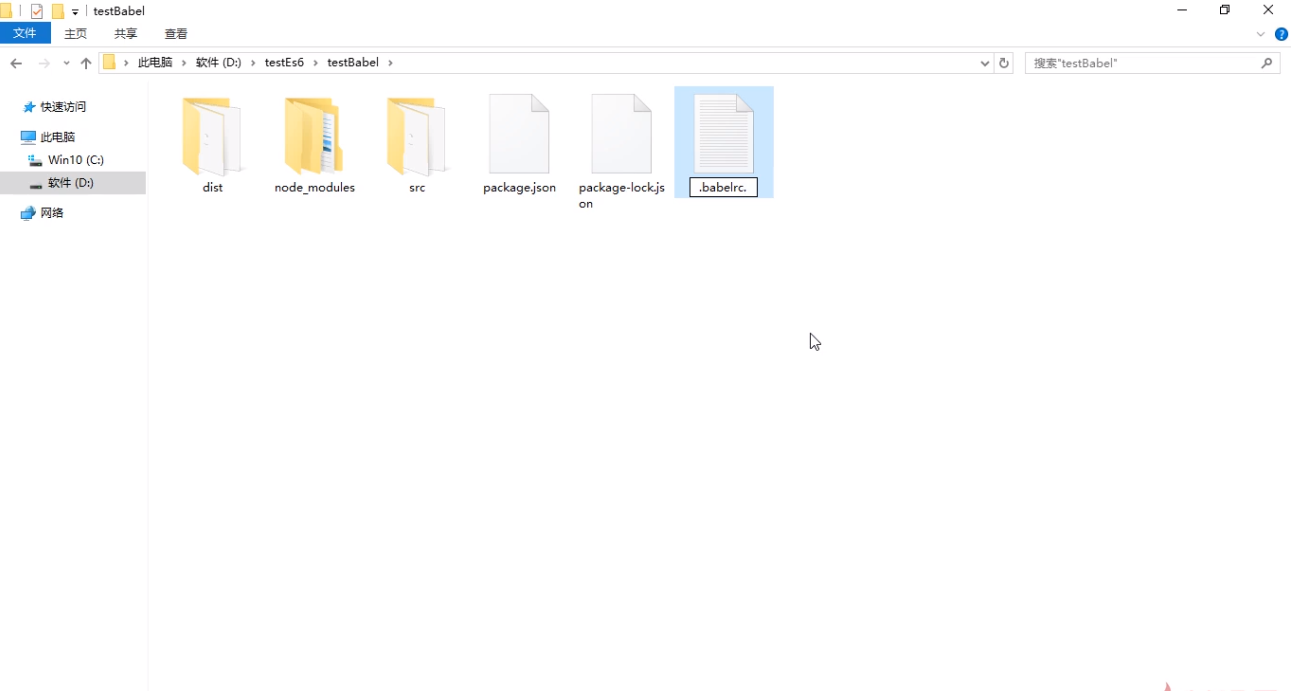 testBabel
文件 主页 共享 查看
此电脑 软件 (D:) testEs6 testBabel
搜索"testBabel"
快速访问
此电脑
Win10 (C:)
软件 (D:)
网络
dist
node_modules
src
package.json
package-lock.js
on
.babelrc.